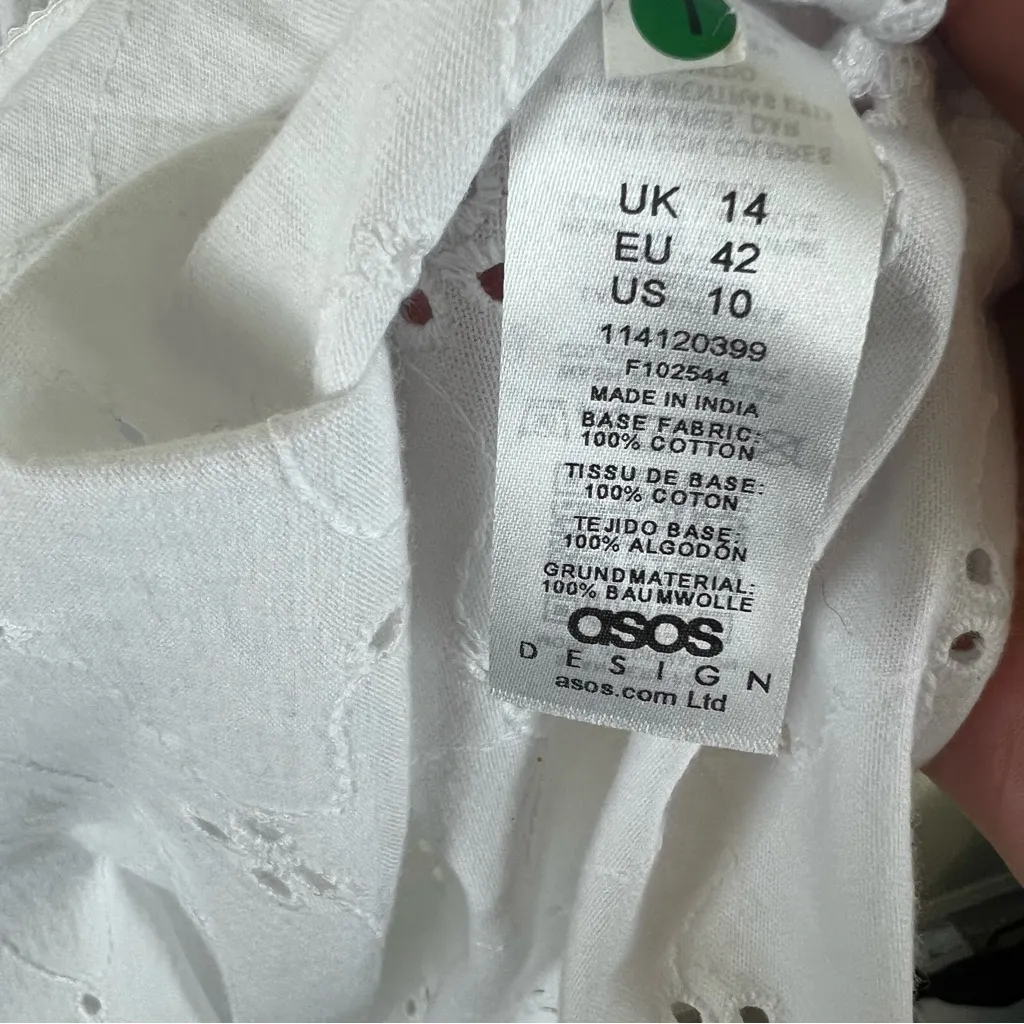 UK 14
EU 42
US 10
114120399
F102544
MADE IN INDIA
BASE FABRIC:
100% COTTON
TISSU DE BASE:
100% COTON
TEJIDO BASE:
100% ALGODÓN
GRUNDMATERIAL:
100% BAUMWOLLE
asos
DESIGN
asos.com Ltd